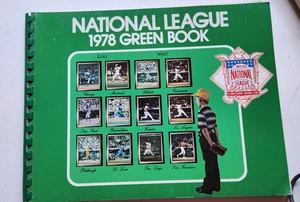 NATIONAL LEAGUE
1978 GREEN BOOK
East West
Chicago Montreal Atlanta Cincinnati
New York Philadelphia Houston Los Angeles
Pittsburgh St. Louis San Diego San Francisco
NATIONAL
LEAGUE